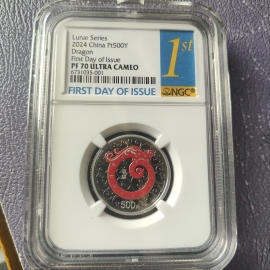 Lunar Series
2024 China Pt500Y
Dragon
First Day of Issue
PF 70 ULTRA CAMEO
6731035-001
1st
FIRST DAY OF ISSUE
NGC
500